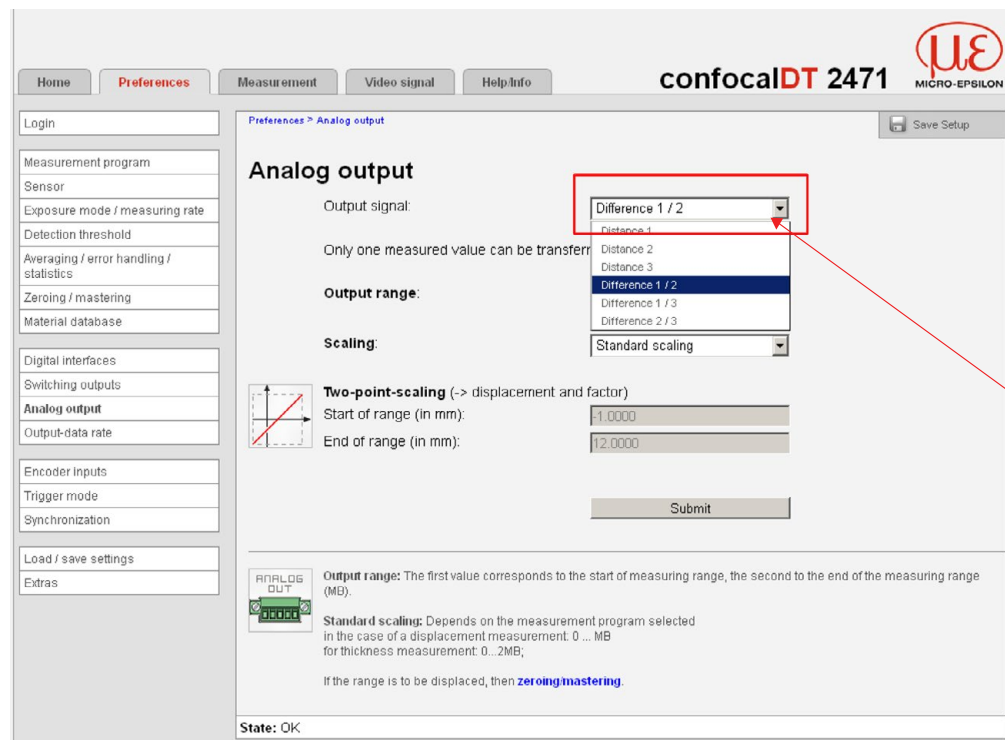 με
MICRO-EPSILON
confocalDT 2471
Home
Preferences
Measurement
Video signal
Help/Info
Login
Measurement program
Sensor
Exposure mode / measuring rate
Detection threshold
Averaging / error handling /
statistics
Zeroing / mastering
Material database
Digital interfaces
Switching outputs
Analog output
Output-data rate
Encoder inputs
Trigger mode
Synchronization
Load / save settings
Extras
Preferences > Analog output
Save Setup
Analog output
Output signal:
Difference 1 / 2
Distance 1
Distance 2
Distance 3
Difference 1 / 2
Difference 1 / 3
Difference 2 / 3
Only one measured value can be transferr
Output range:
Scaling:
Standard scaling
Two-point-scaling (-> displacement and factor)
Start of range (in mm):
-1.0000
End of range (in mm):
12.0000
Submit
ANALOG
OUT
Output range: The first value corresponds to the start of measuring range, the second to the end of the measuring range
(MB).
Standard scaling: Depends on the measurement program selected
in the case of a displacement measurement: 0 ... MB
for thickness measurement: 0...2MB;
If the range is to be displaced, then zeroing/mastering.
State: OK